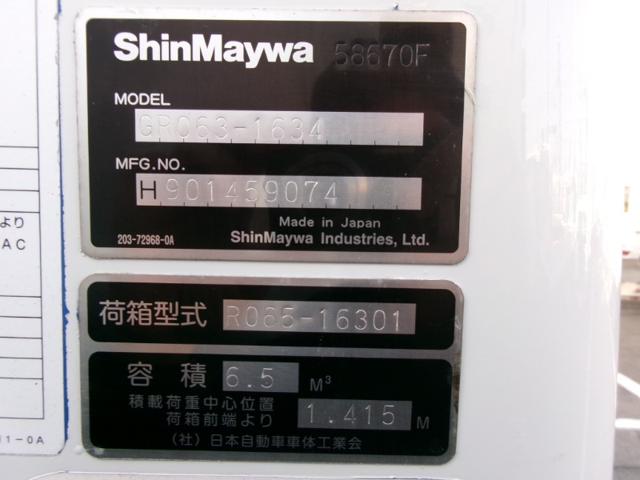 ShinMaywa 58670F
MODEL
GR063-1634
MFG.NO.
H901459074
Made in Japan
203-72968-0A ShinMaywa Industries, Ltd.
より
AC
荷箱型式 R065-16301
容積 6.5 M³
積載荷重中心位置
荷箱前端より 1.415 M
(社)日本自動車車体工業会
11-0A